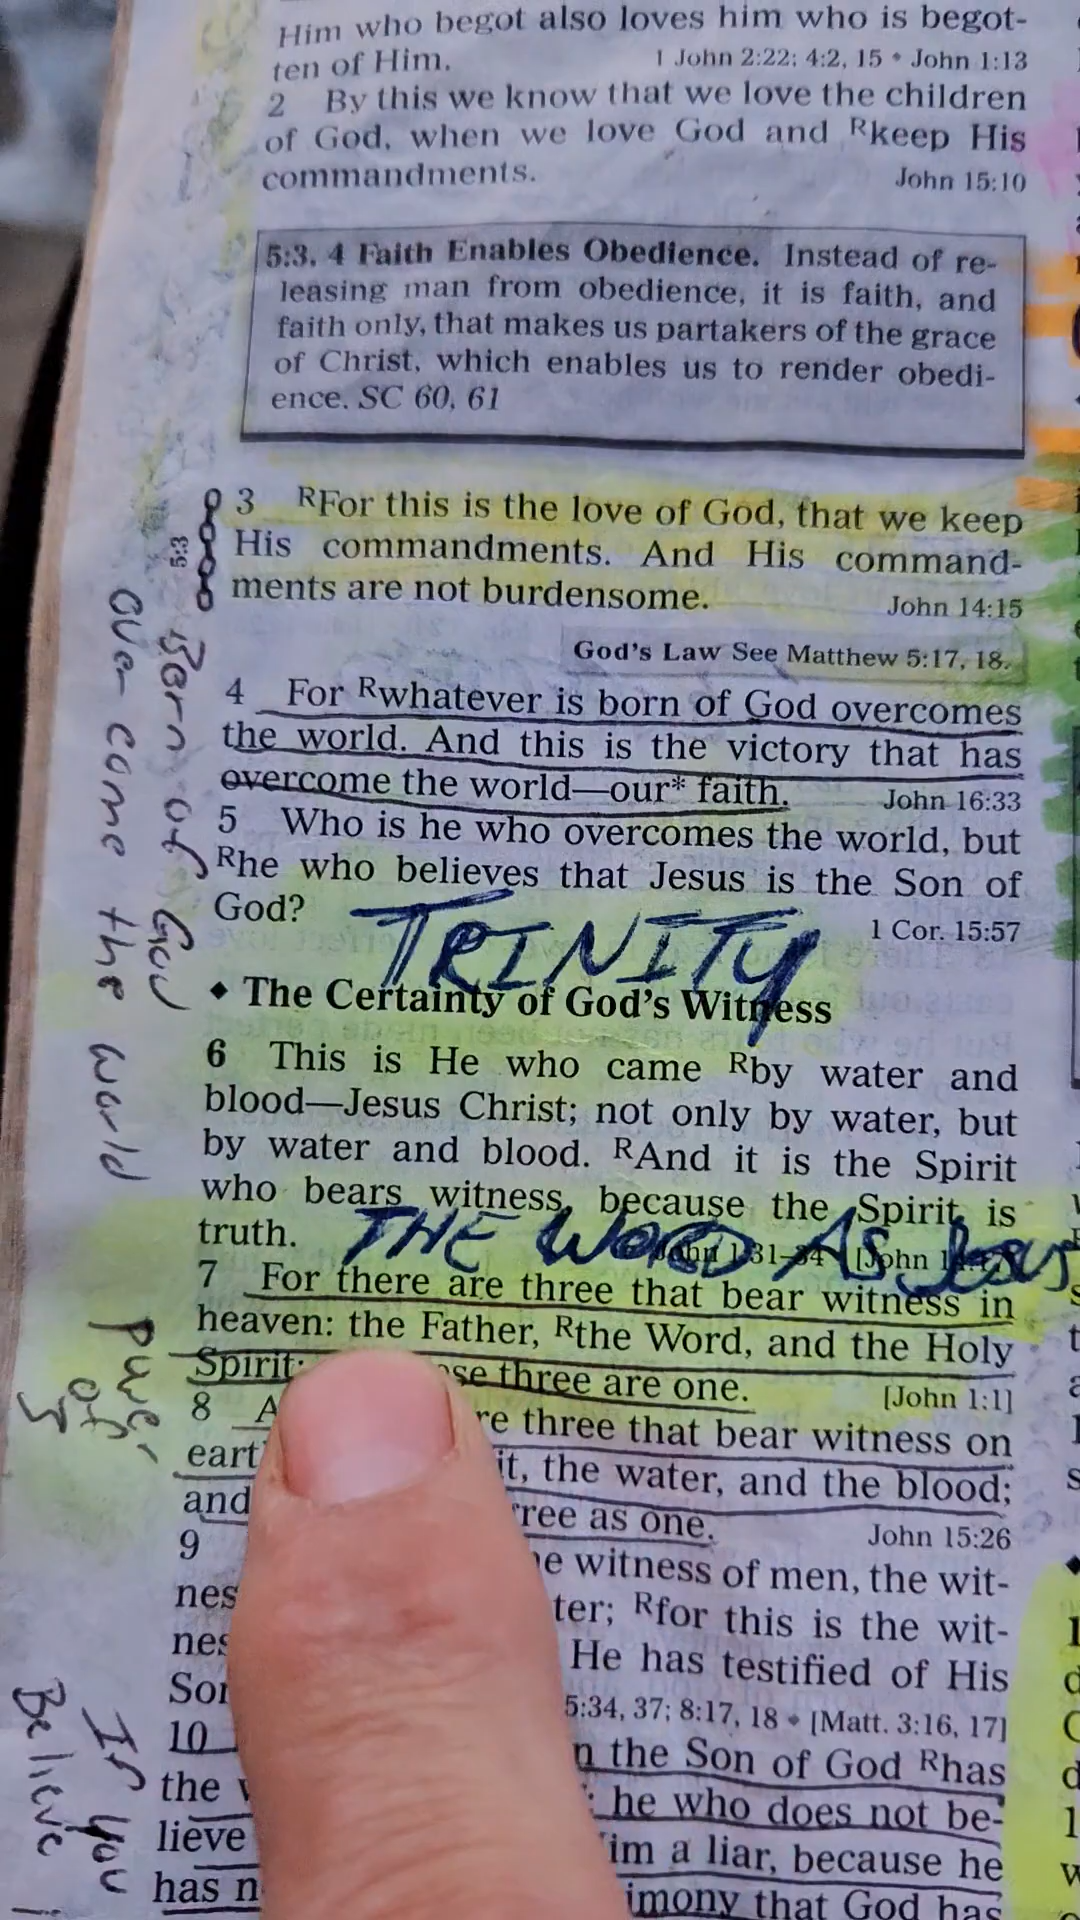 Him who begot also loves him who is begot-
ten of Him. 1 John 2:22; 4:2, 15 • John 1:13
2 By this we know that we love the children
of God, when we love God and Rkeep His
commandments. John 15:10
5:3, 4 Faith Enables Obedience. Instead of re-
leasing man from obedience, it is faith, and
faith only, that makes us partakers of the grace
of Christ, which enables us to render obedi-
ence. SC 60, 61
3 RFor this is the love of God, that we keep
His commandments. And His command-
ments are not burdensome. John 14:15
5:3
God's Law See Matthew 5:17, 18.
4 For Rwhatever is born of God overcomes
the world. And this is the victory that has
overcome the world—our* faith. John 16:33
5 Who is he who overcomes the world, but
Rhe who believes that Jesus is the Son of
God? 1 Cor. 15:57
TRINITY
♦ The Certainty of God's Witness
6 This is He who came Rby water and
blood—Jesus Christ; not only by water, but
by water and blood. RAnd it is the Spirit
who bears witness, because the Spirit is
truth. John 1:31–34 [John
THE WORD AS Jesus
7 For there are three that bear witness in
heaven: the Father, Rthe Word, and the Holy
Spirit; these three are one. [John 1:1]
8 A re three that bear witness on
eart it, the water, and the blood;
and ree as one. John 15:26
9 e witness of men, the wit-
nes ter; Rfor this is the wit-
nes He has testified of His
Son 5:34, 37; 8:17, 18 • [Matt. 3:16, 17]
10 n the Son of God Rhas
the he who does not be-
lieve im a liar, because he
has n imony that God has
Born of God
over come the world
Power
of
5
If you
Believe